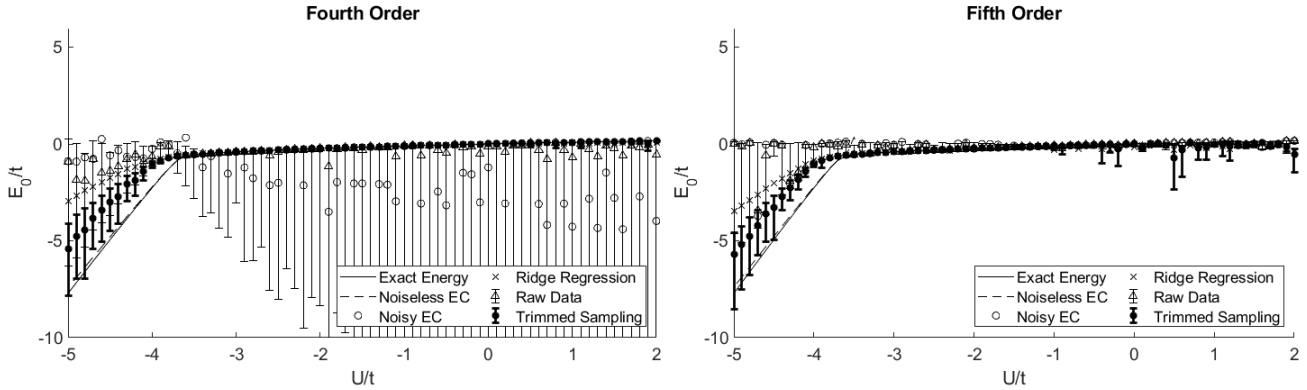 Fourth Order
5
0
-5
-10
E0/t
-5 -4 -3 -2 -1 0 1 2
U/t
Exact Energy
Noiseless EC
Noisy EC
Ridge Regression
Raw Data
Trimmed Sampling
Fifth Order
5
0
-5
-10
E0/t
-5 -4 -3 -2 -1 0 1 2
U/t
Exact Energy
Noiseless EC
Noisy EC
Ridge Regression
Raw Data
Trimmed Sampling